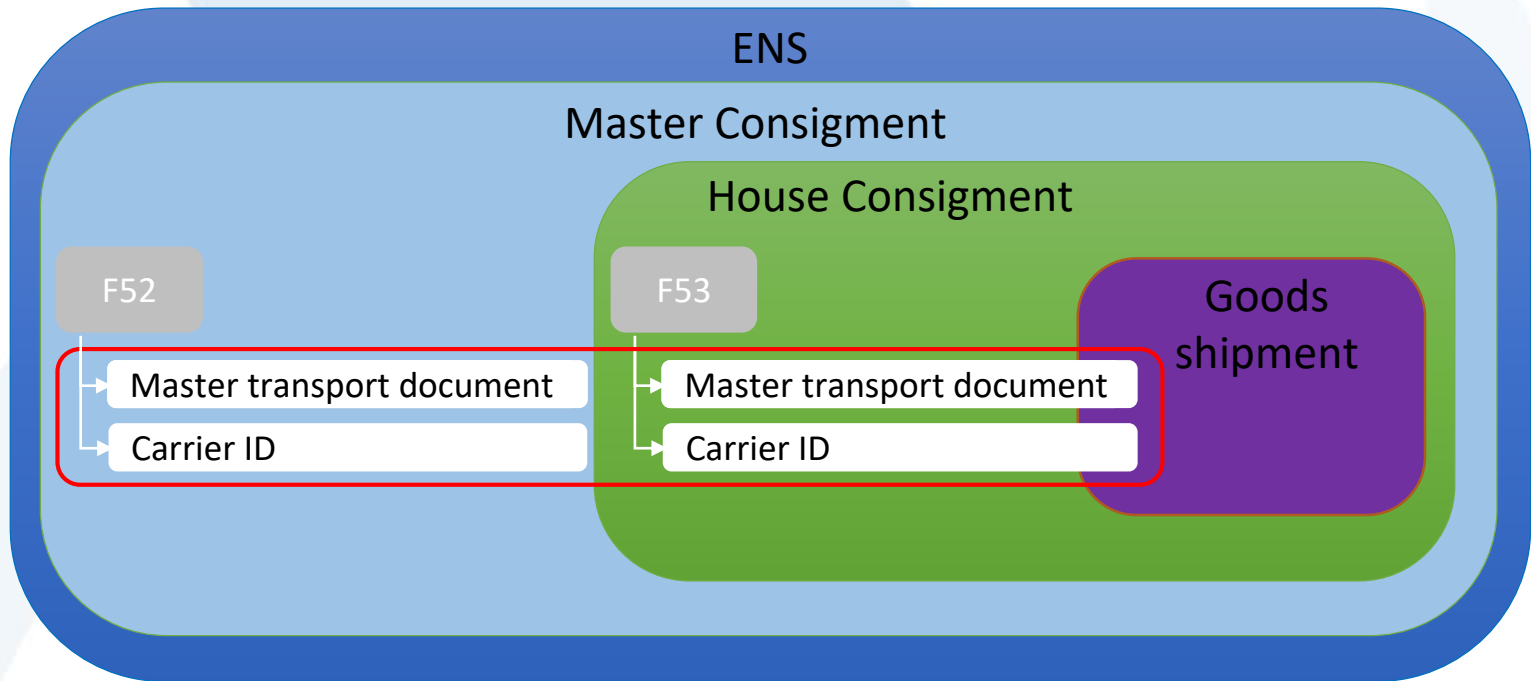 ENS
Master Consigment
House Consigment
F52
F53
Goods
shipment
Master transport document
Master transport document
Carrier ID
Carrier ID